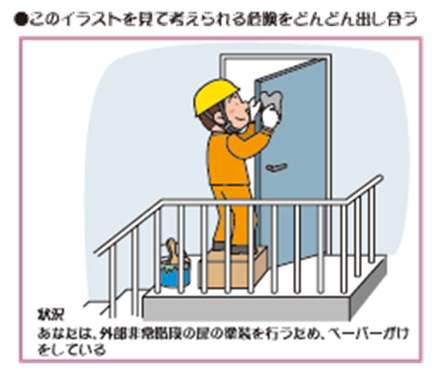 ●このイラストを見て考えられる危険をどんどん出し合う
状況
あなたは、外部非常階段の扉の塗装を行うため、ペーパーがけ
をしている